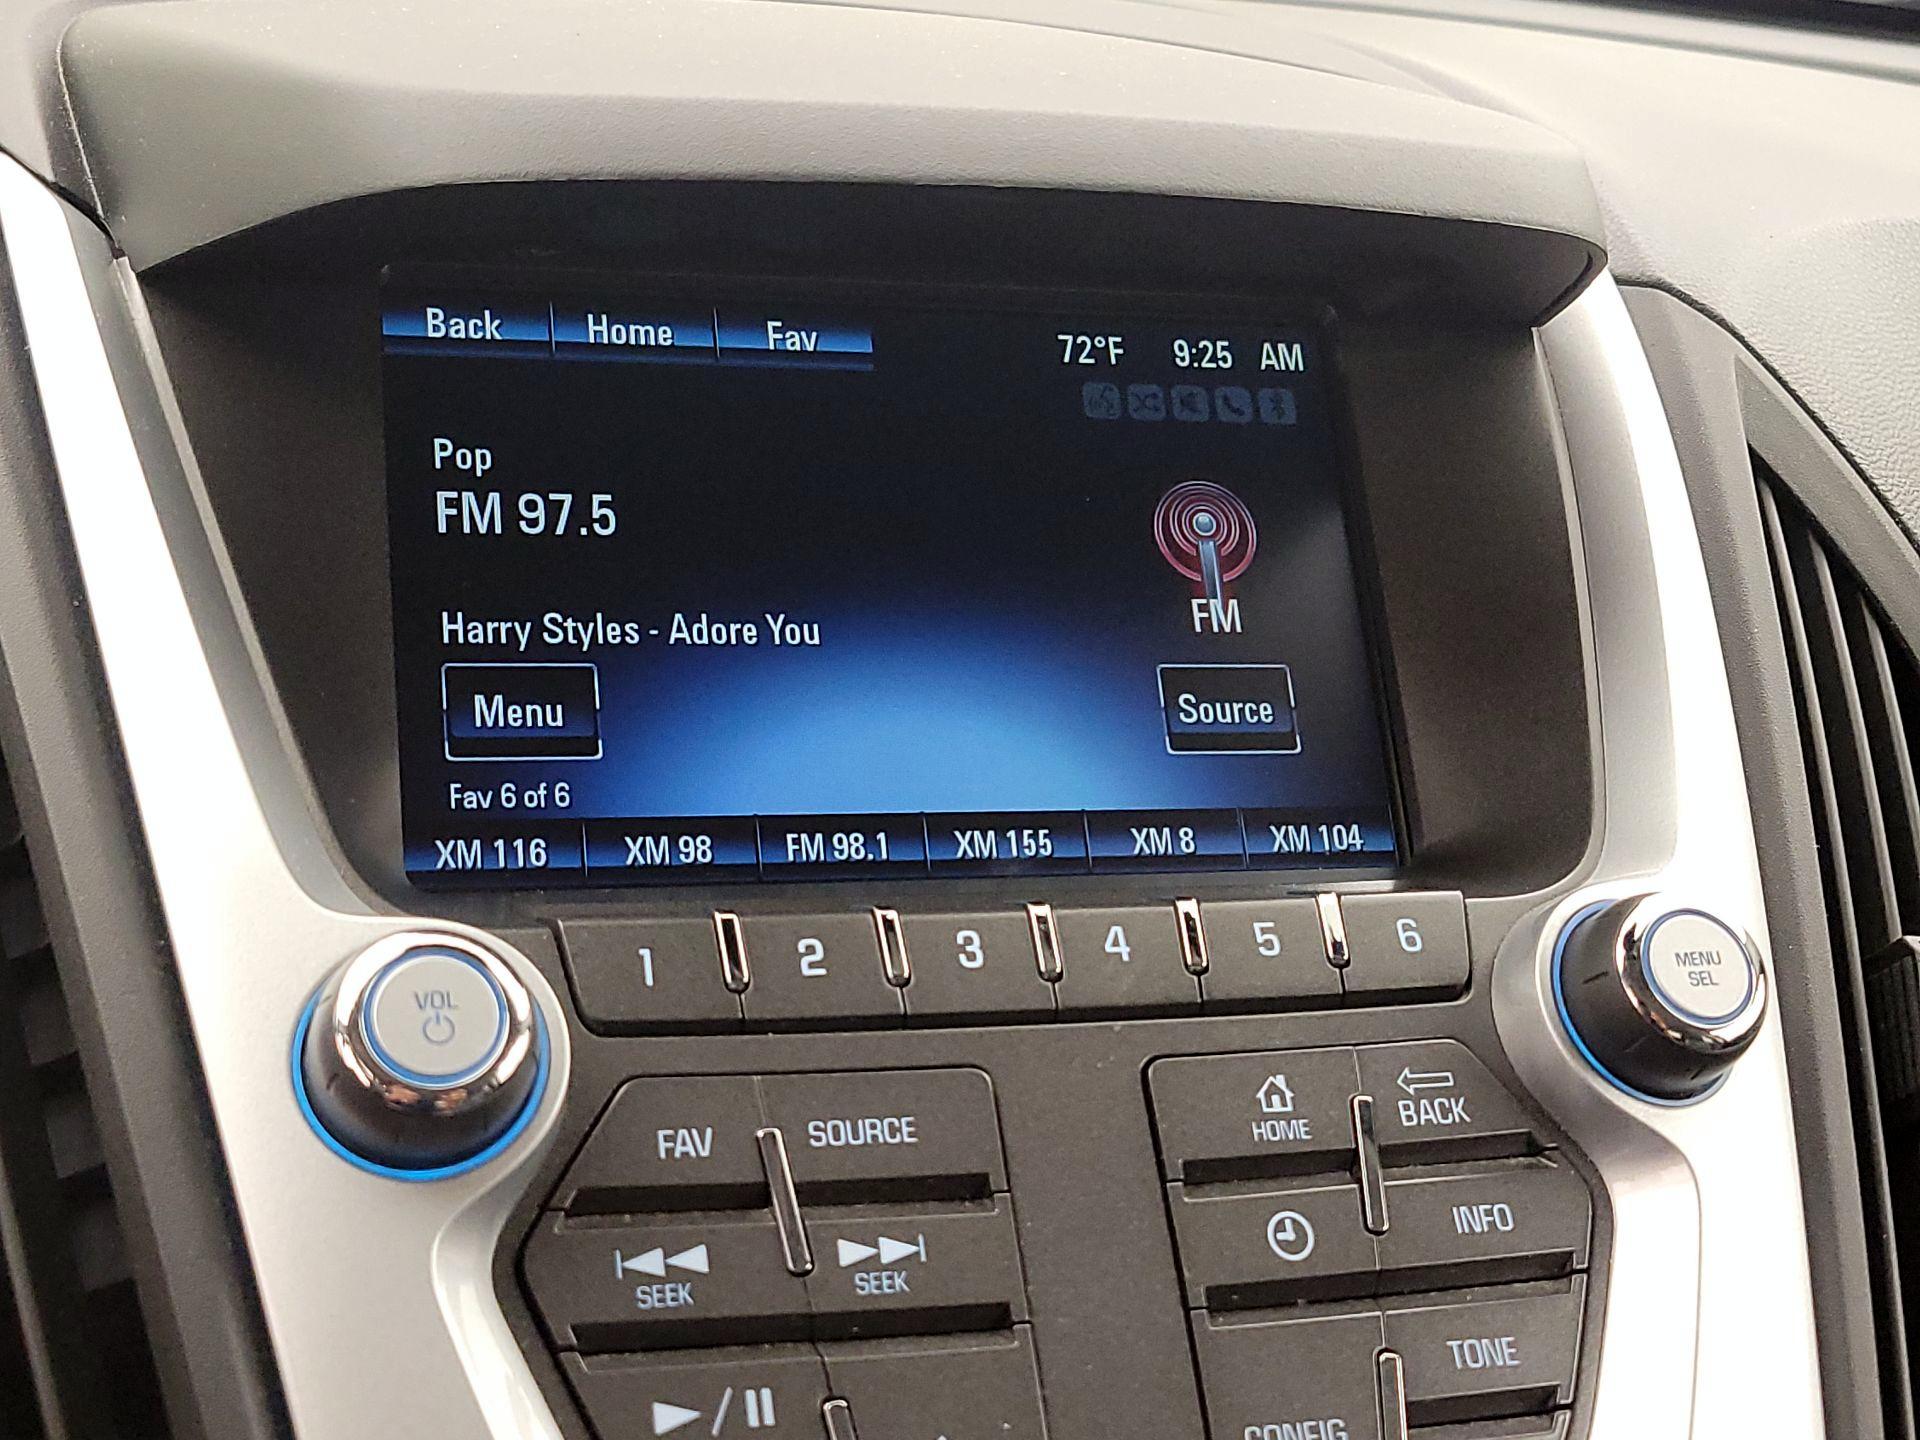 Back Home Fav 72°F 9:25 AM
Pop
FM 97.5
FM
Harry Styles - Adore You
Menu Source
Fav 6 of 6
XM 116 XM 98 FM 98.1 XM 155 XM 8 XM 104
1 2 3 4 5 6
VOL
MENU
SEL
FAV SOURCE
HOME BACK
SEEK SEEK
INFO
TONE
CONFIG